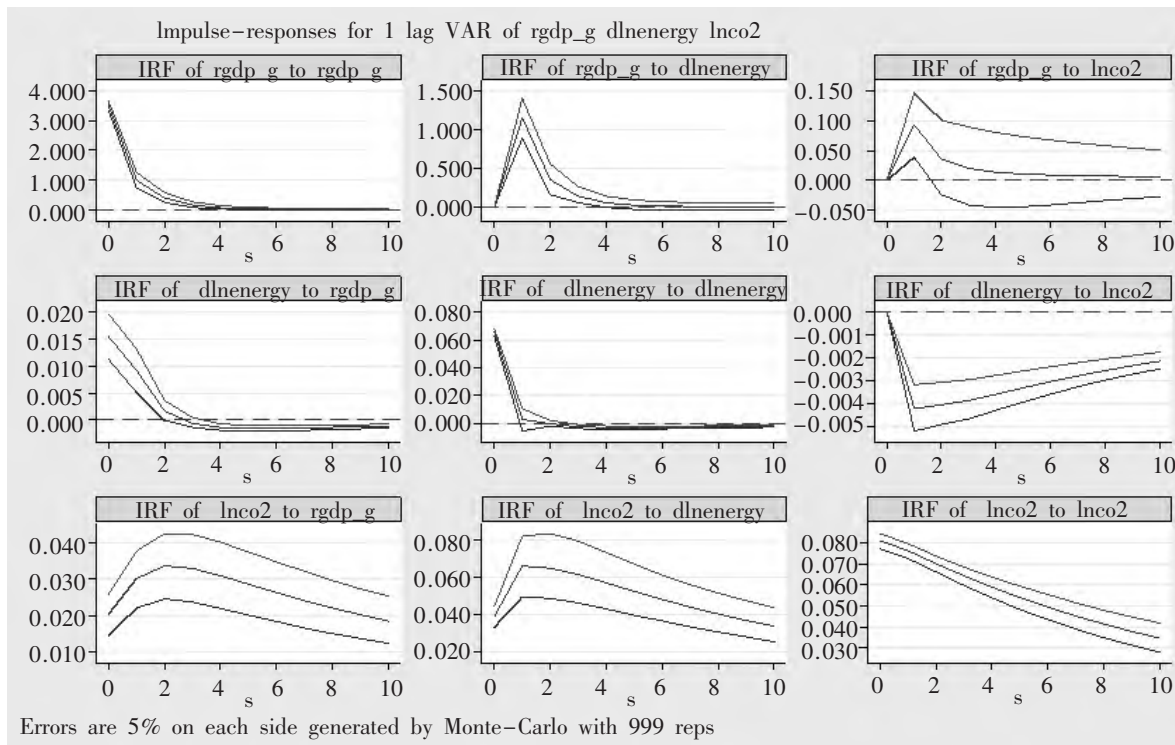 Impulse-responses for 1 lag VAR of rgdp_g dlnenergy lnco2
IRF of rgdp g to rgdp g
4.000
3.000
2.000
1.000
0.000
0 2 4 6 8 10
s
IRF of rgdp_g to dlnenergy
1.500
1.000
0.500
0.000
0 2 4 6 8 10
s
IRF of rgdp_g to lnco2
0.150
0.100
0.050
0.000
-0.050
0 2 4 6 8 10
s
IRF of dlnenergy to rgdp_g
0.020
0.015
0.010
0.005
0.000
0 2 4 6 8 10
s
IRF of dlnenergy to dlnenergy
0.080
0.060
0.040
0.020
0.000
0 2 4 6 8 10
s
IRF of dlnenergy to lnco2
0.000
-0.001
-0.002
-0.003
-0.004
-0.005
0 2 4 6 8 10
s
IRF of lnco2 to rgdp_g
0.040
0.030
0.020
0.010
0 2 4 6 8 10
s
IRF of lnco2 to dlnenergy
0.080
0.060
0.040
0.020
0 2 4 6 8 10
s
IRF of lnco2 to lnco2
0.080
0.070
0.060
0.050
0.040
0.030
0 2 4 6 8 10
s
Errors are 5% on each side generated by Monte-Carlo with 999 reps